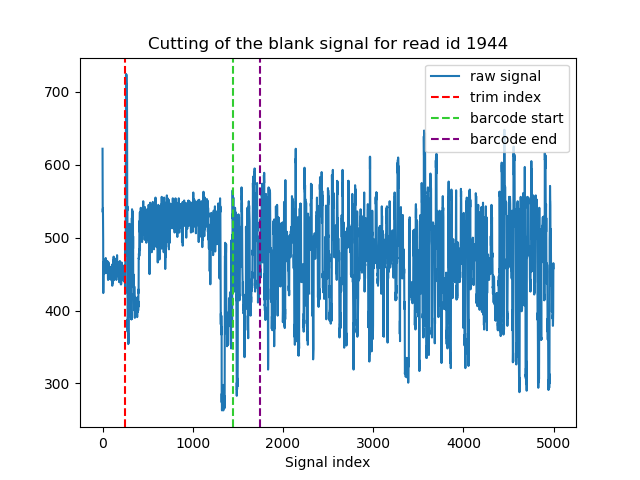 Cutting of the blank signal for read id 1944
raw signal
trim index
barcode start
barcode end
700
600
500
400
300
0
1000
2000
3000
4000
5000
Signal index